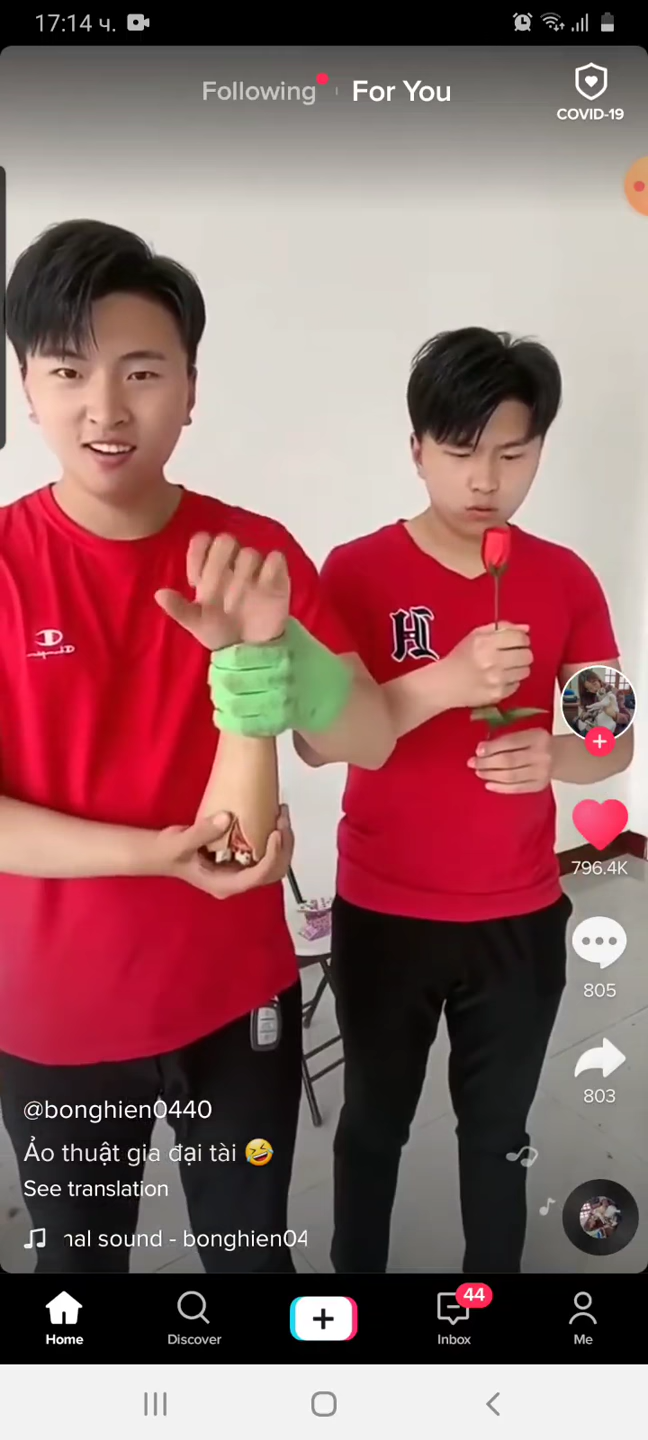 17:14 ч.
Following
For You
COVID-19
H
796.4K
805
803
@bonghien0440
Ảo thuật gia đại tài 🤣
See translation
nal sound - bonghien04
Home
Discover
44
Inbox
Me